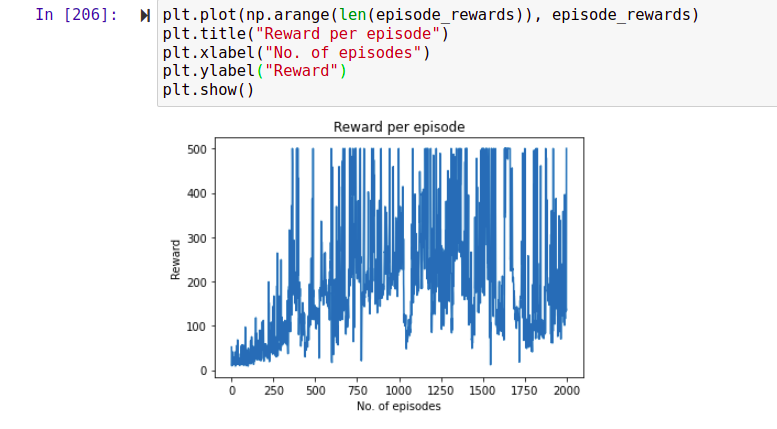 In [206]:
plt.plot(np.arange(len(episode_rewards)), episode_rewards)
plt.title("Reward per episode")
plt.xlabel("No. of episodes")
plt.ylabel("Reward")
plt.show()
Reward per episode
500
400
300
200
100
0
Reward
0 250 500 750 1000 1250 1500 1750 2000
No. of episodes